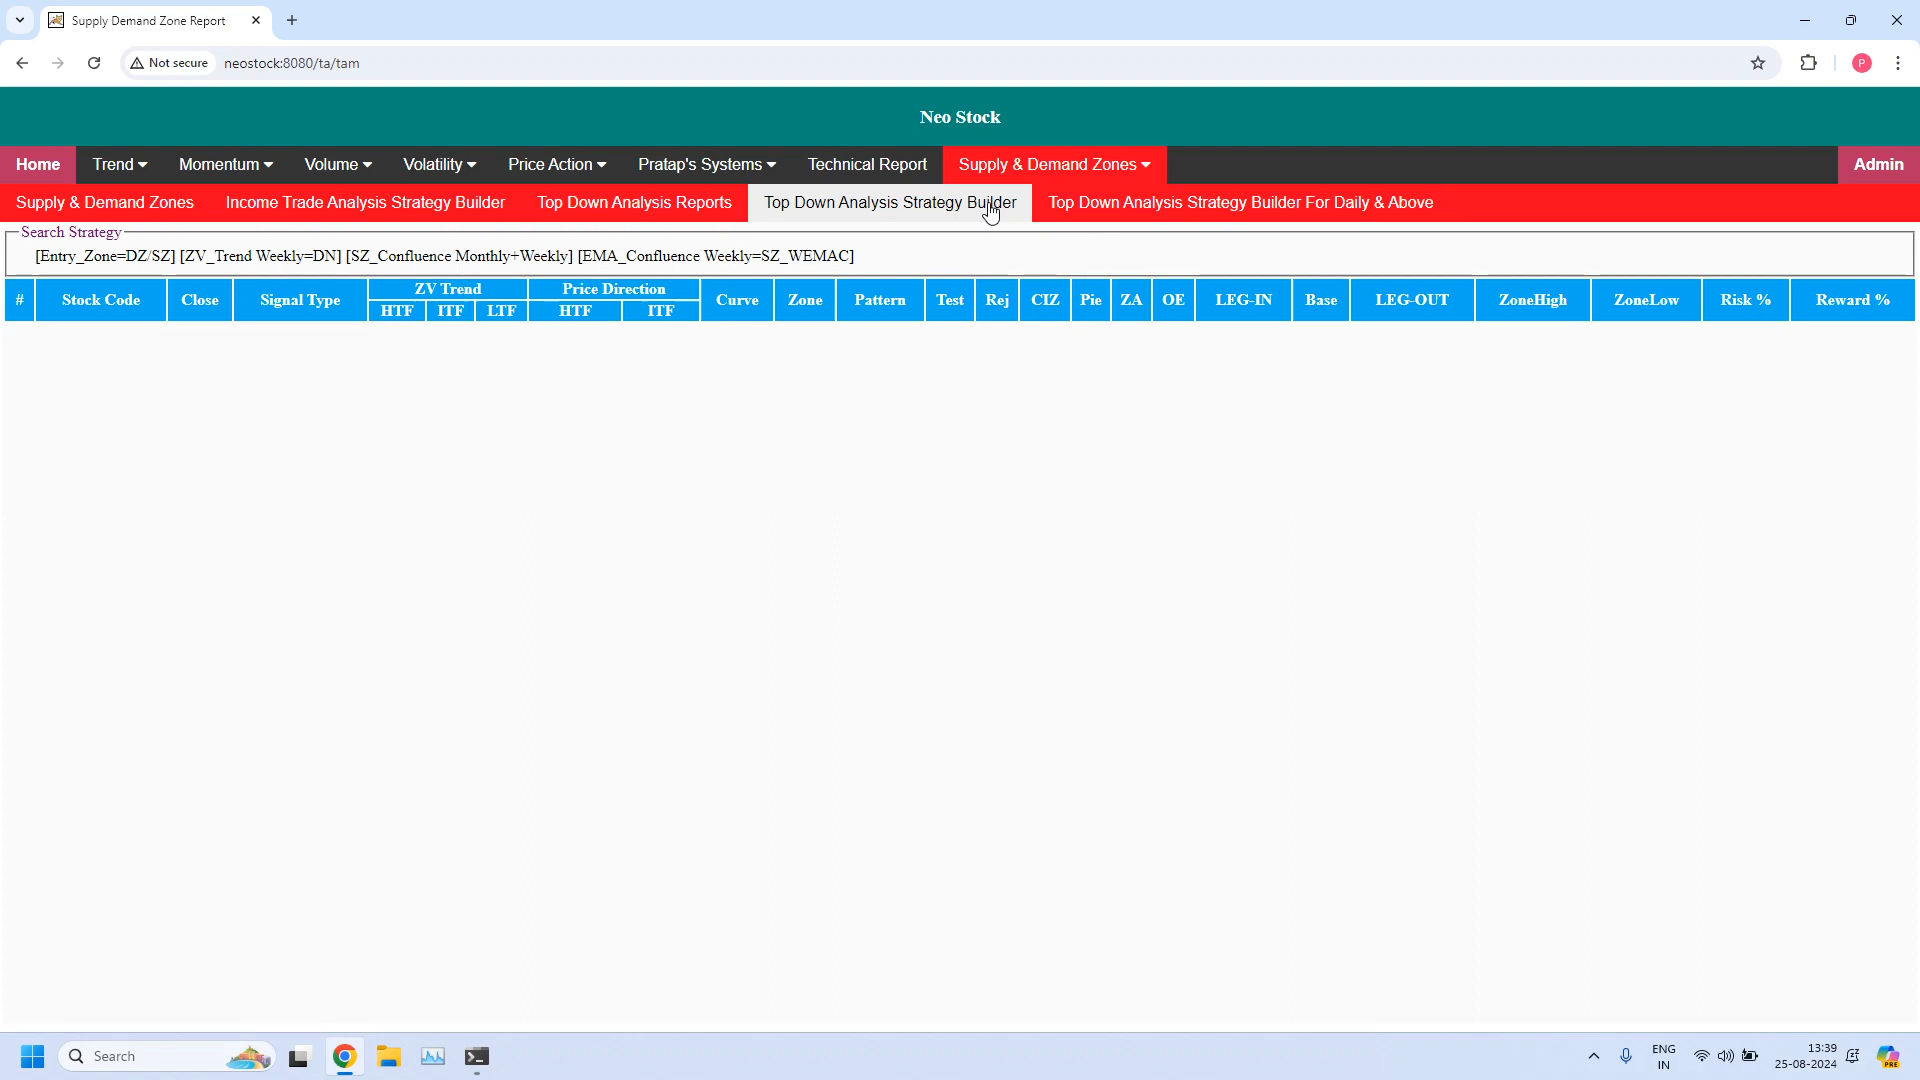 Supply Demand Zone Report
Not secure neostock:8080/ta/tam P
Neo Stock
Home Trend Momentum Volume Volatility Price Action Pratap's Systems Technical Report Supply & Demand Zones Admin
Supply & Demand Zones Income Trade Analysis Strategy Builder Top Down Analysis Reports Top Down Analysis Strategy Builder Top Down Analysis Strategy Builder For Daily & Above
Search Strategy
[Entry_Zone=DZ/SZ] [ZV_Trend Weekly=DN] [SZ_Confluence Monthly+Weekly] [EMA_Confluence Weekly=SZ_WEMAC]
# Stock Code Close Signal Type ZV Trend Price Direction Curve Zone Pattern Test Rej CIZ Pie ZA OE LEG-IN Base LEG-OUT ZoneHigh ZoneLow Risk % Reward %
HTF ITF LTF HTF ITF
Search ENG 13:39
IN 25-08-2024 PRE